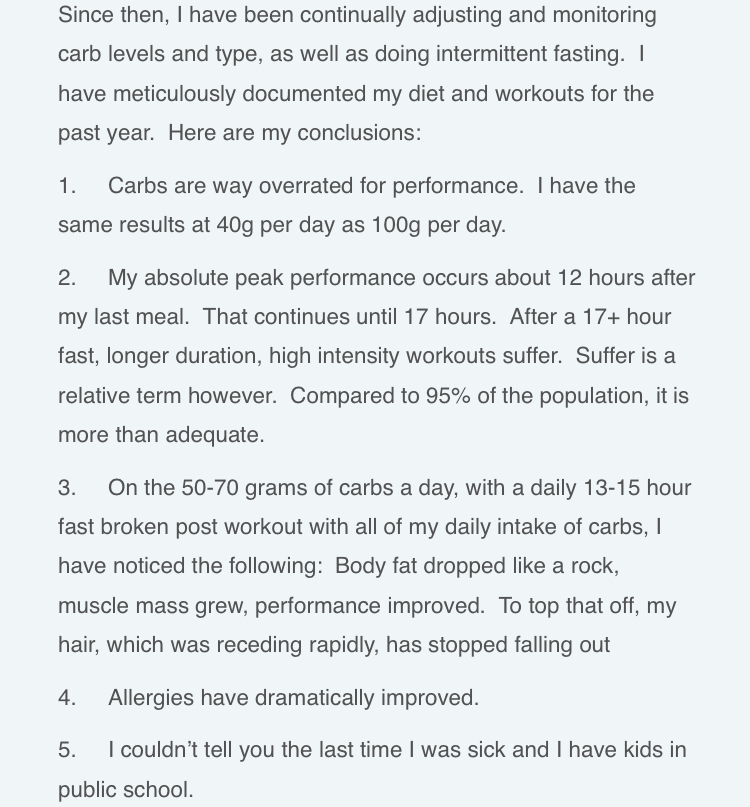 Since then, I have been continually adjusting and monitoring
carb levels and type, as well as doing intermittent fasting.  I
have meticulously documented my diet and workouts for the
past year.  Here are my conclusions:
1.	Carbs are way overrated for performance.  I have the
same results at 40g per day as 100g per day.
2.	My absolute peak performance occurs about 12 hours after
my last meal.  That continues until 17 hours.  After a 17+ hour
fast, longer duration, high intensity workouts suffer.  Suffer is a
relative term however.  Compared to 95% of the population, it is
more than adequate.
3.	On the 50-70 grams of carbs a day, with a daily 13-15 hour
fast broken post workout with all of my daily intake of carbs, I
have noticed the following:  Body fat dropped like a rock,
muscle mass grew, performance improved.  To top that off, my
hair, which was receding rapidly, has stopped falling out
4.	Allergies have dramatically improved.
5.	I couldn’t tell you the last time I was sick and I have kids in
public school.